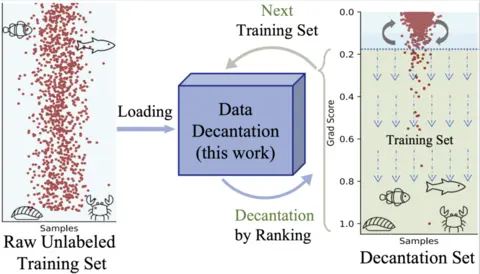 Samples
Raw Unlabeled
Training Set
Loading
Next
Training Set
Data
Decantation
(this work)
Decantation
by Ranking
Grad Score
0.0
0.2
0.4
0.6
0.8
1.0
Training Set
Samples
Decantation Set